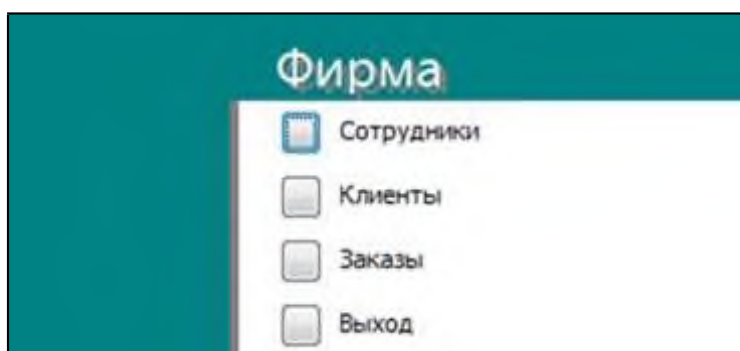 Фирма
Сотрудники
Клиенты
Заказы
Выход